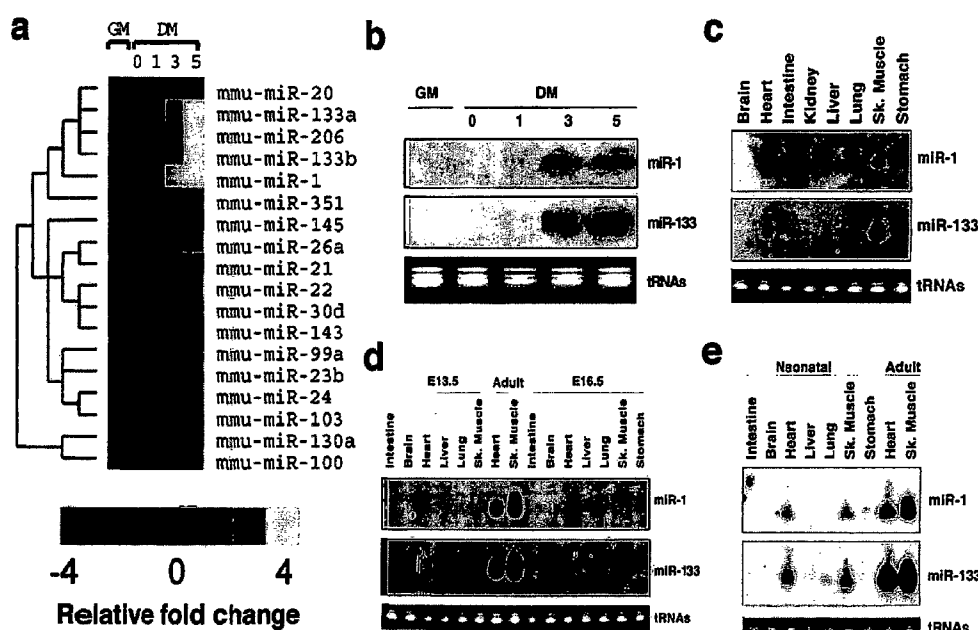 a
GM DM
0 1 3 5
mmu-miR-20
mmu-miR-133a
mmu-miR-206
mmu-miR-133b
mmu-miR-1
mmu-miR-351
mmu-miR-145
mmu-miR-26a
mmu-miR-21
mmu-miR-22
mmu-miR-30d
mmu-miR-143
mmu-miR-99a
mmu-miR-23b
mmu-miR-24
mmu-miR-103
mmu-miR-130a
mmu-miR-100
-4 0 4
Relative fold change
b
GM DM
0 1 3 5
miR-1
miR-133
tRNAs
c
Brain Heart Intestine Kidney Liver Lung Sk. Muscle Stomach
miR-1
miR-133
tRNAs
d
E13.5 Adult E16.5
Intestine Brain Heart Liver Lung Sk. Muscle Heart Sk. Muscle Intestine Brain Heart Liver Lung Sk. Muscle Stomach
miR-1
miR-133
tRNAs
e
Neonatal Adult
Intestine Brain Heart Liver Lung Sk. Muscle Stomach Heart Sk. Muscle
miR-1
miR-133
tRNAs